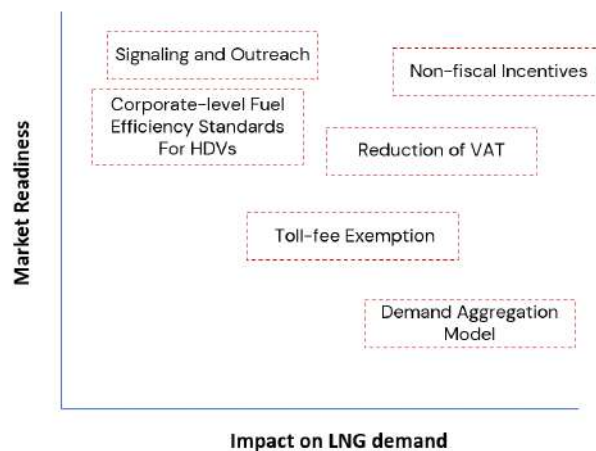 Signaling and Outreach
Non-fiscal Incentives
Corporate-level Fuel
Efficiency Standards
For HDVs
Reduction of VAT
Toll-fee Exemption
Demand Aggregation
Model
Market Readiness
Impact on LNG demand